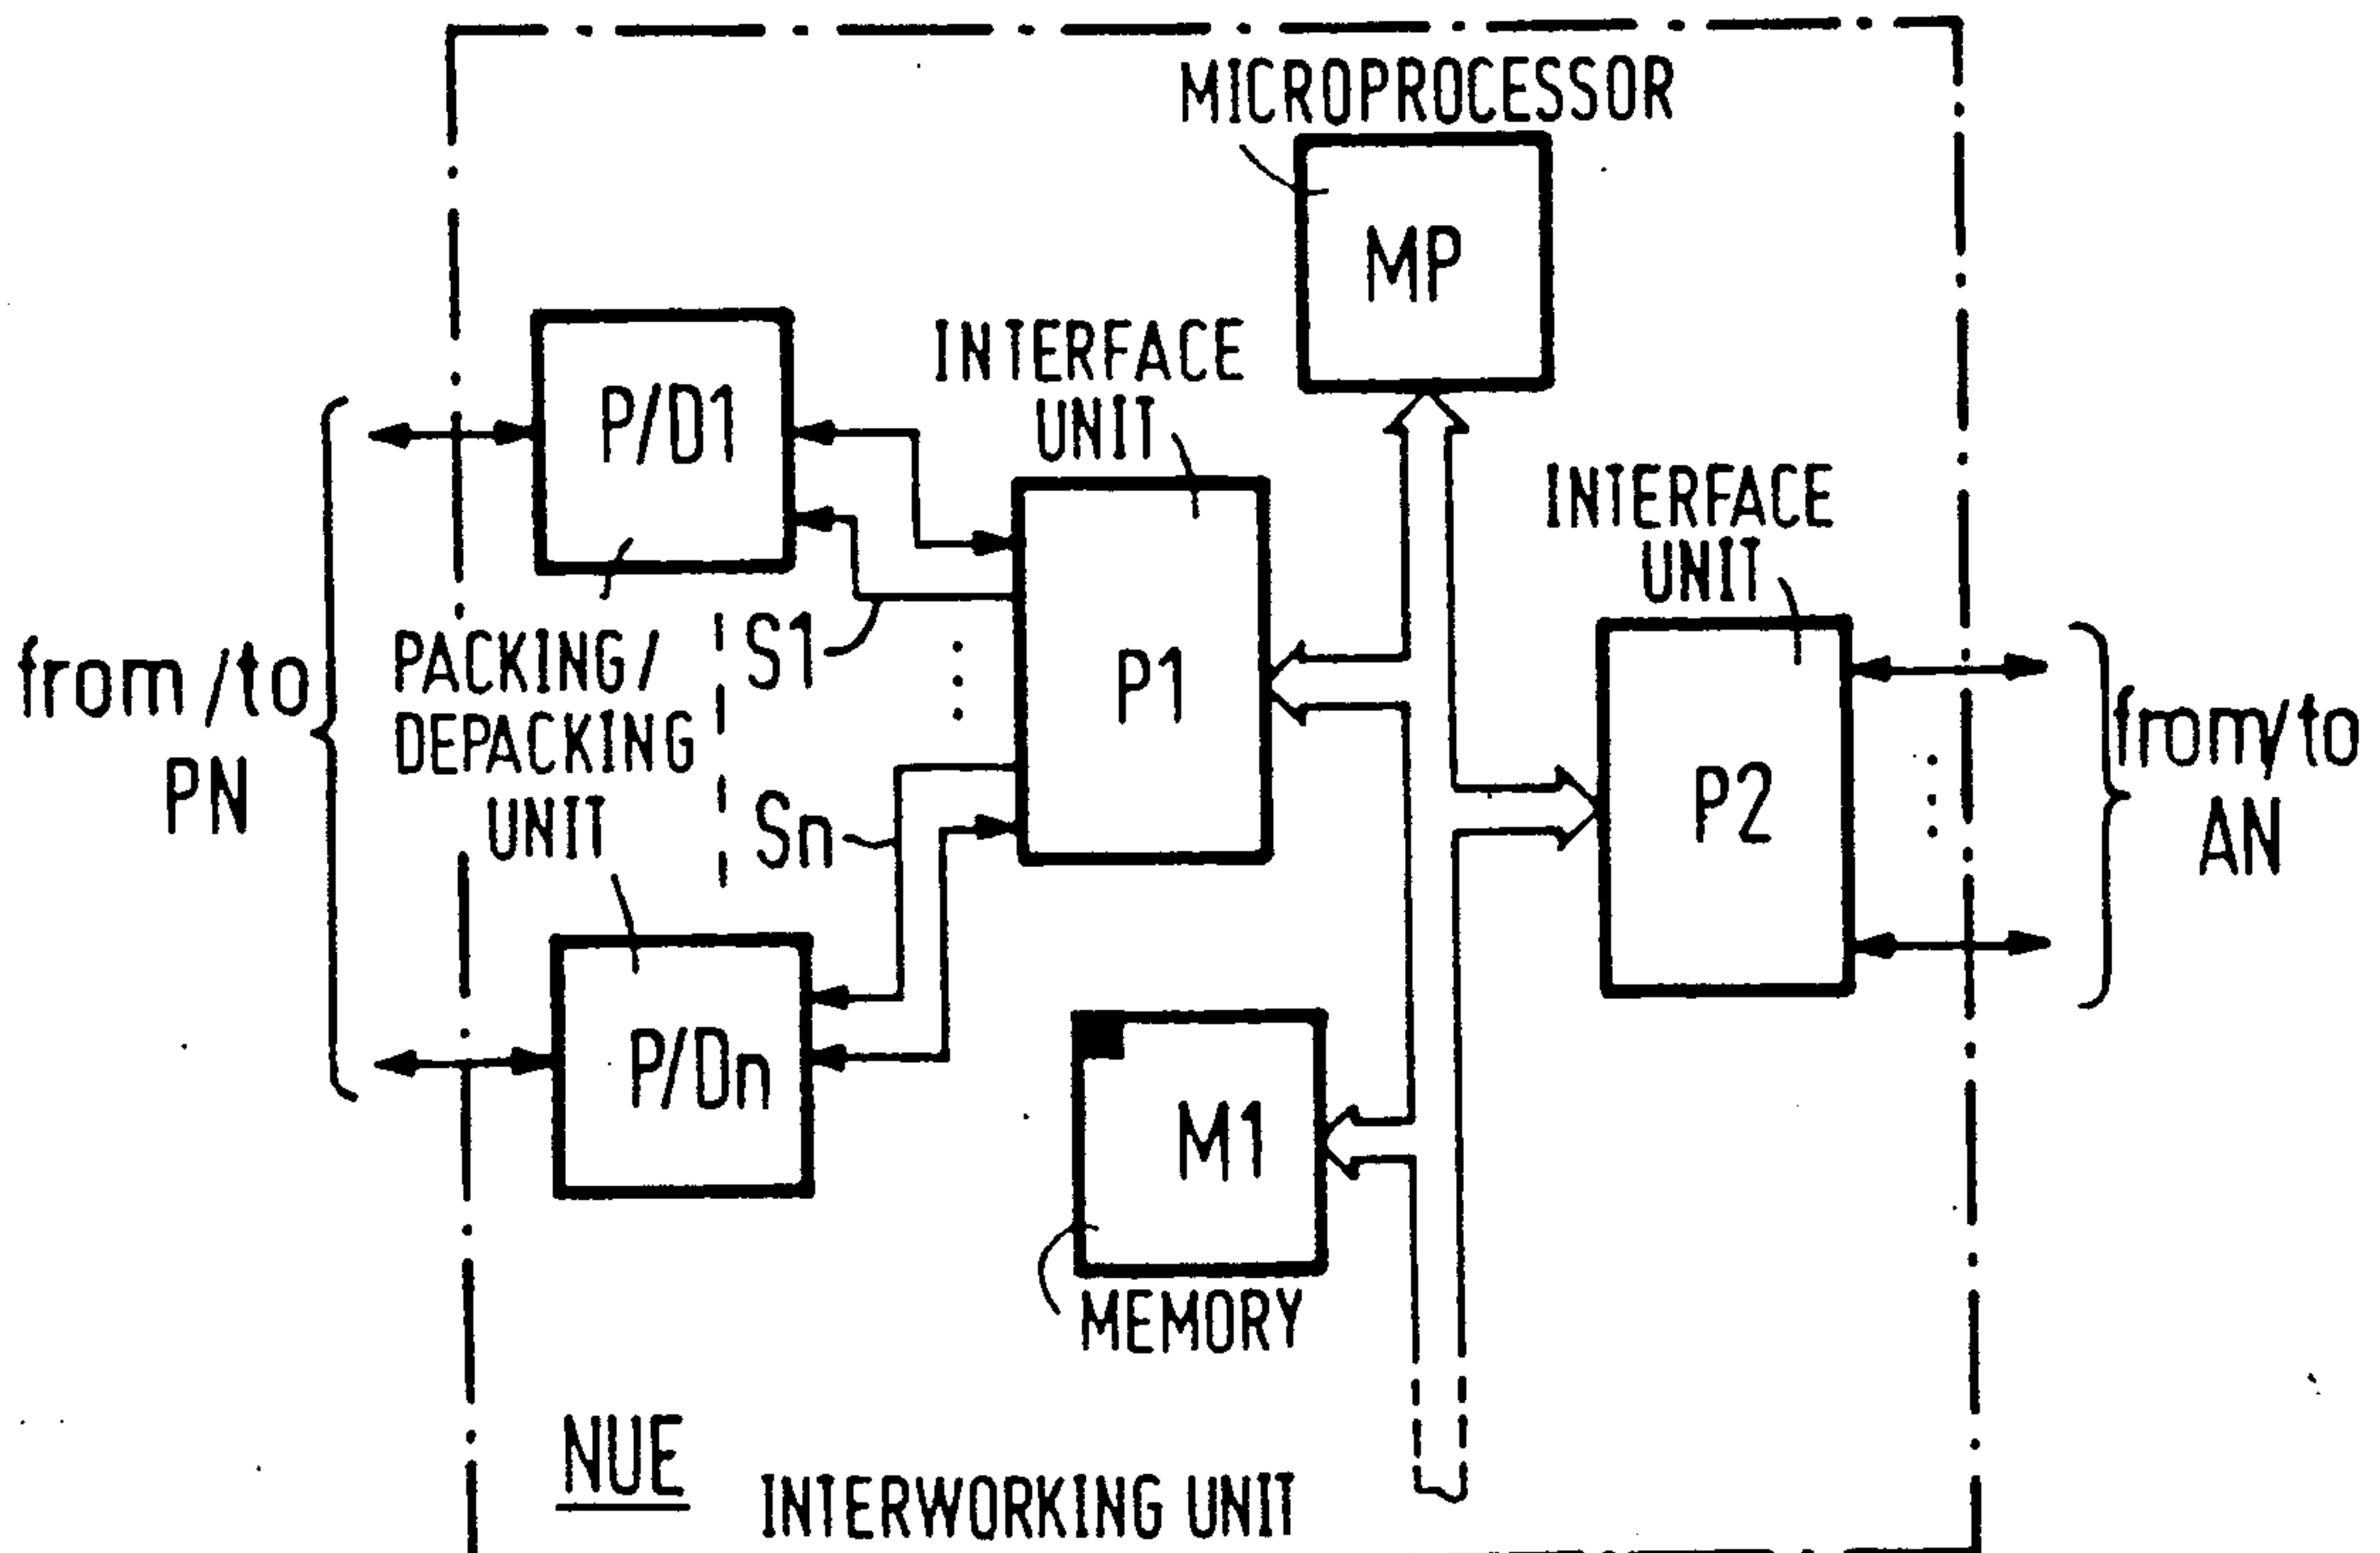 MICROPROCESSOR
MP
INTERFACE
UNIT
P/D1
INTERFACE
UNIT
S1
P1
from/to
PN
PACKING/
DEPACKING
UNIT
Sn
P2
from/to
AN
P/Dn
M1
MEMORY
NUE
INTERWORKING UNIT